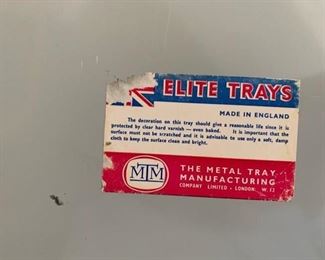 ELITE TRAYS
MADE IN ENGLAND
The decoration on this tray should give a reasonable life since it is
protected by clear hard varnish — oven baked. It is important that the
surface must not be scratched and it is advisable to use only a soft, damp
cloth to keep the surface clean and bright.
MTM
THE METAL TRAY
MANUFACTURING
COMPANY LIMITED - LONDON. W.12